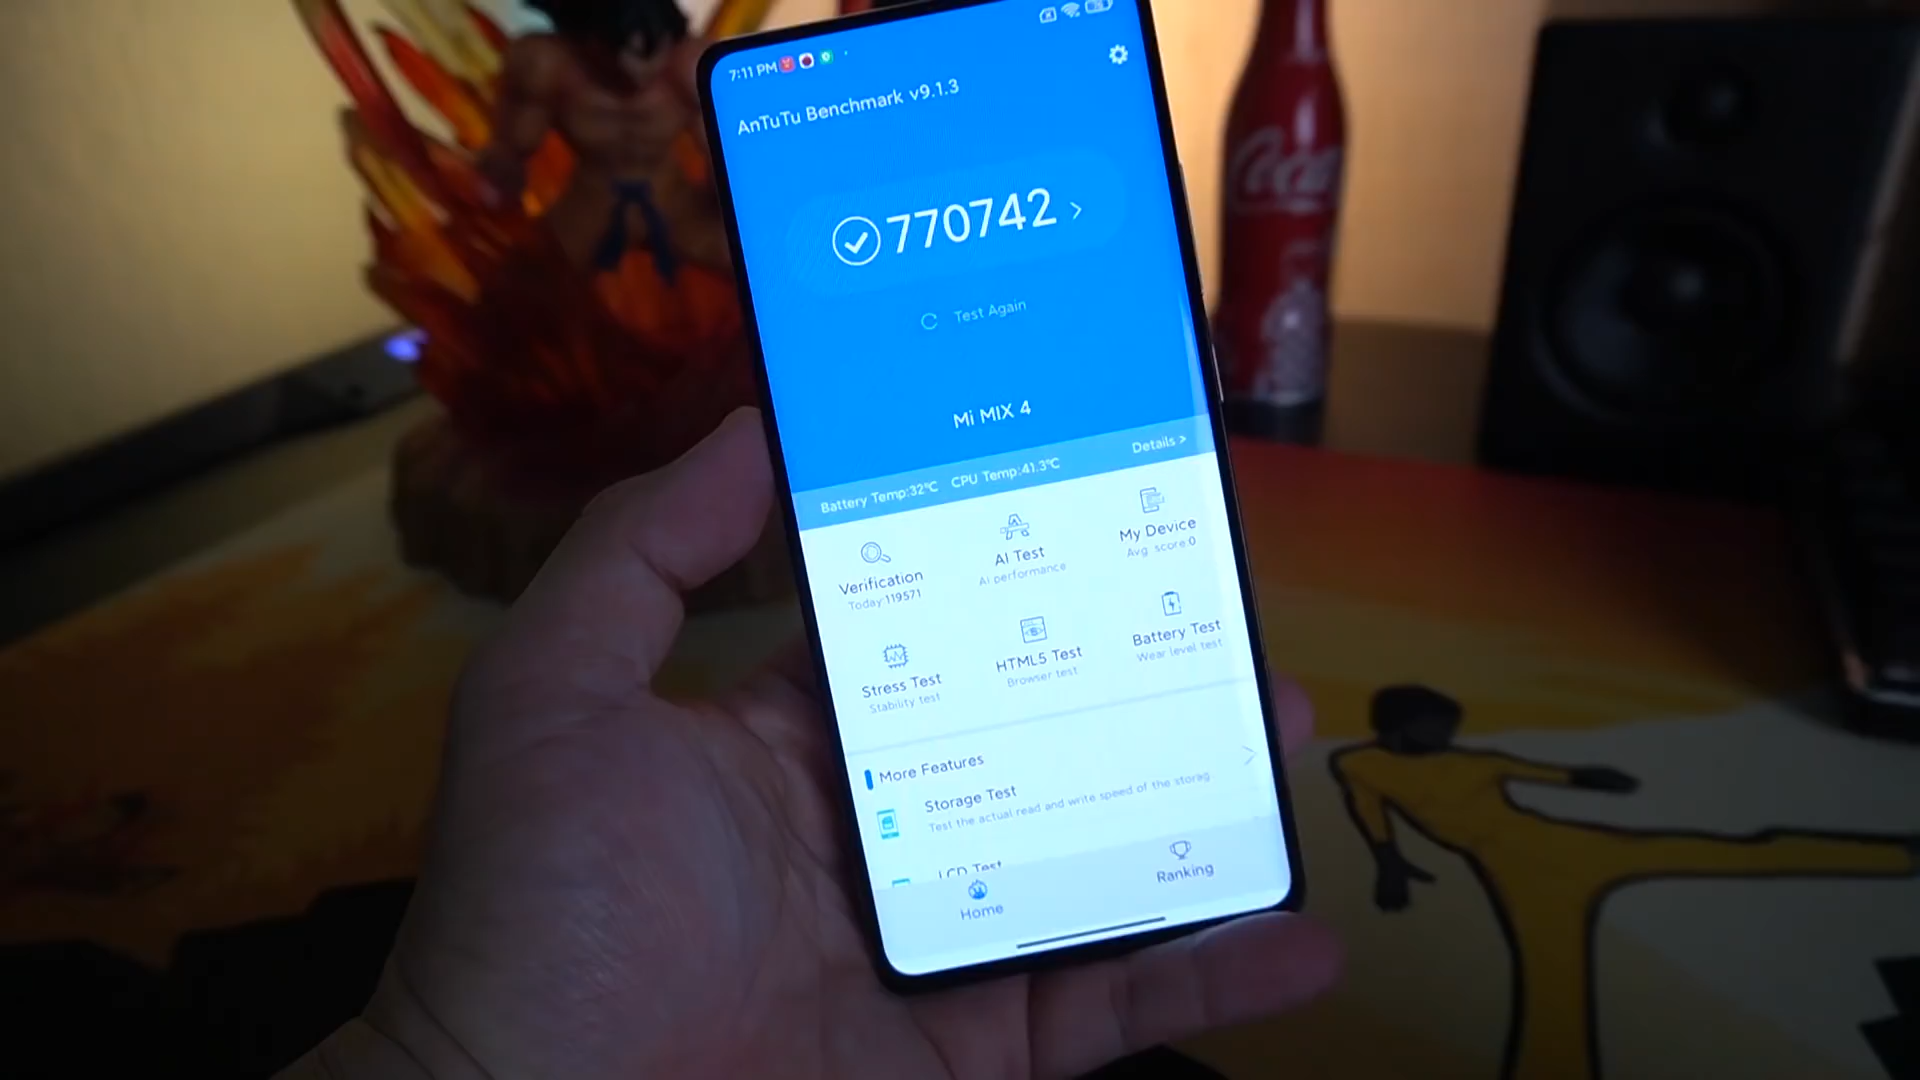 7:11 PM
AnTuTu Benchmark v9.1.3
770742
Test Again
Mi MIX 4
Battery Temp:32℃ CPU Temp:41.3℃ Details >
Verification
Today:119571
AI Test
AI performance
My Device
Avg. score:0
Stress Test
Stability test
HTML5 Test
Browser test
Battery Test
Wear level test
More Features
Storage Test
Test the actual read and write speed of the storag
LCD Test
Home
Ranking
Coca